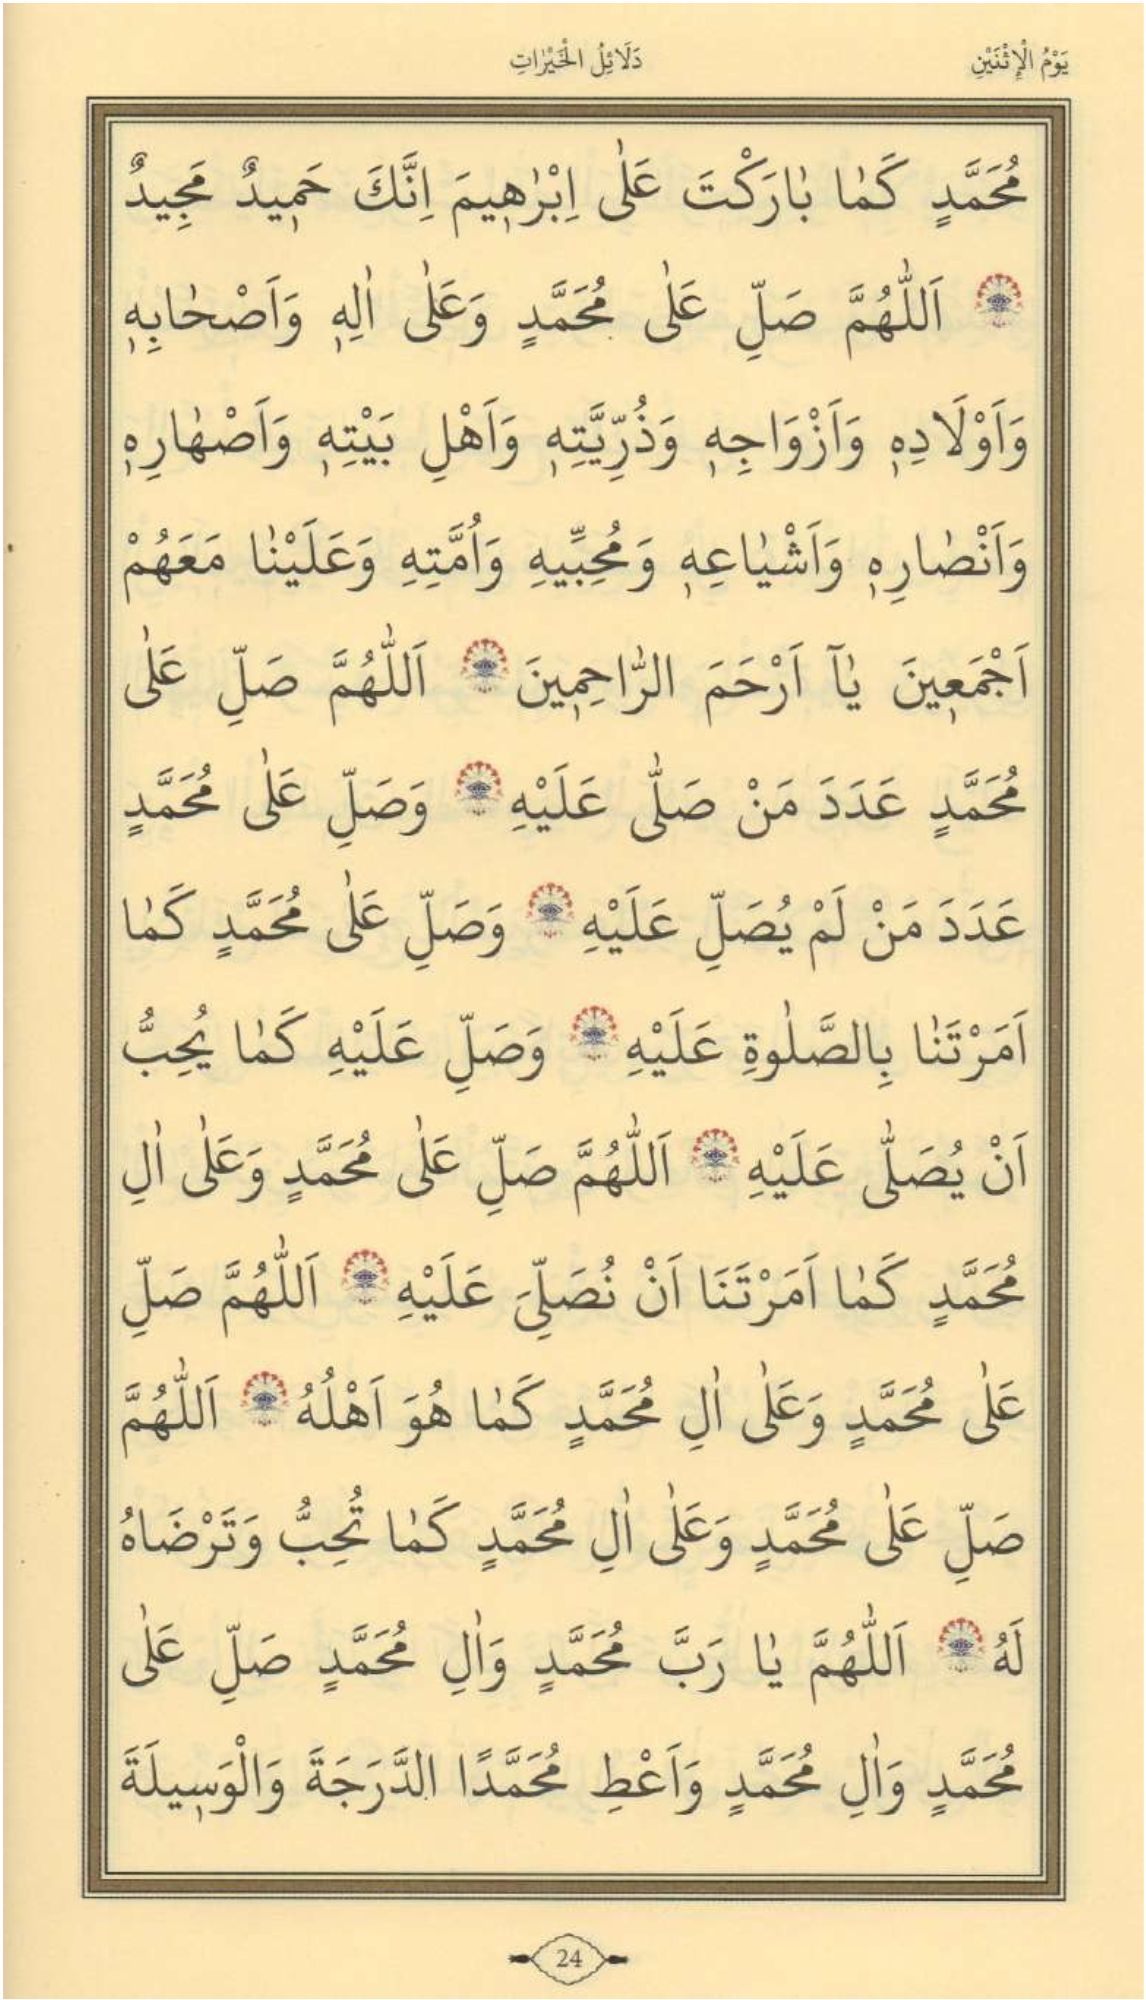 يَوْمُ الْاِثْنَيْنِ
دَلَائِلُ الْخَيْرَاتِ
مُحَمَّدٍ كَمٰا بٰارَكْتَ عَلٰى اِبْرٰهٖيمَ اِنَّكَ حَمٖيدٌ مَجِيدٌ
اَللّٰهُمَّ صَلِّ عَلٰى مُحَمَّدٍ وَعَلٰى اٰلِهٖ وَاَصْحٰابِهٖ
وَاَوْلَادِهٖ وَاَزْوَاجِهٖ وَذُرِّيَّتِهٖ وَاَهْلِ بَيْتِهٖ وَاَصْهٰارِهٖ
وَاَنْصٰارِهٖ وَاَشْيٰاعِهٖ وَمُحِبِّيهِ وَاُمَّتِهِ وَعَلَيْنٰا مَعَهُمْ
اَجْمَعٖينَ يٰآ اَرْحَمَ الرّٰاحِمٖينَ اَللّٰهُمَّ صَلِّ عَلٰى
مُحَمَّدٍ عَدَدَ مَنْ صَلّٰى عَلَيْهِ وَصَلِّ عَلٰى مُحَمَّدٍ
عَدَدَ مَنْ لَمْ يُصَلِّ عَلَيْهِ وَصَلِّ عَلٰى مُحَمَّدٍ كَمٰا
اَمَرْتَنٰا بِالصَّلٰوةِ عَلَيْهِ وَصَلِّ عَلَيْهِ كَمٰا يُحِبُّ
اَنْ يُصَلّٰى عَلَيْهِ اَللّٰهُمَّ صَلِّ عَلٰى مُحَمَّدٍ وَعَلٰى اٰلِ
مُحَمَّدٍ كَمٰا اَمَرْتَنَا اَنْ نُصَلِّىَ عَلَيْهِ اَللّٰهُمَّ صَلِّ
عَلٰى مُحَمَّدٍ وَعَلٰى اٰلِ مُحَمَّدٍ كَمٰا هُوَ اَهْلُهُ اَللّٰهُمَّ
صَلِّ عَلٰى مُحَمَّدٍ وَعَلٰى اٰلِ مُحَمَّدٍ كَمٰا تُحِبُّ وَتَرْضَاهُ
لَهُ اَللّٰهُمَّ يٰا رَبَّ مُحَمَّدٍ وَاٰلِ مُحَمَّدٍ صَلِّ عَلٰى
مُحَمَّدٍ وَاٰلِ مُحَمَّدٍ وَاَعْطِ مُحَمَّدًا الدَّرَجَةَ وَالْوَسٖيلَةَ
24